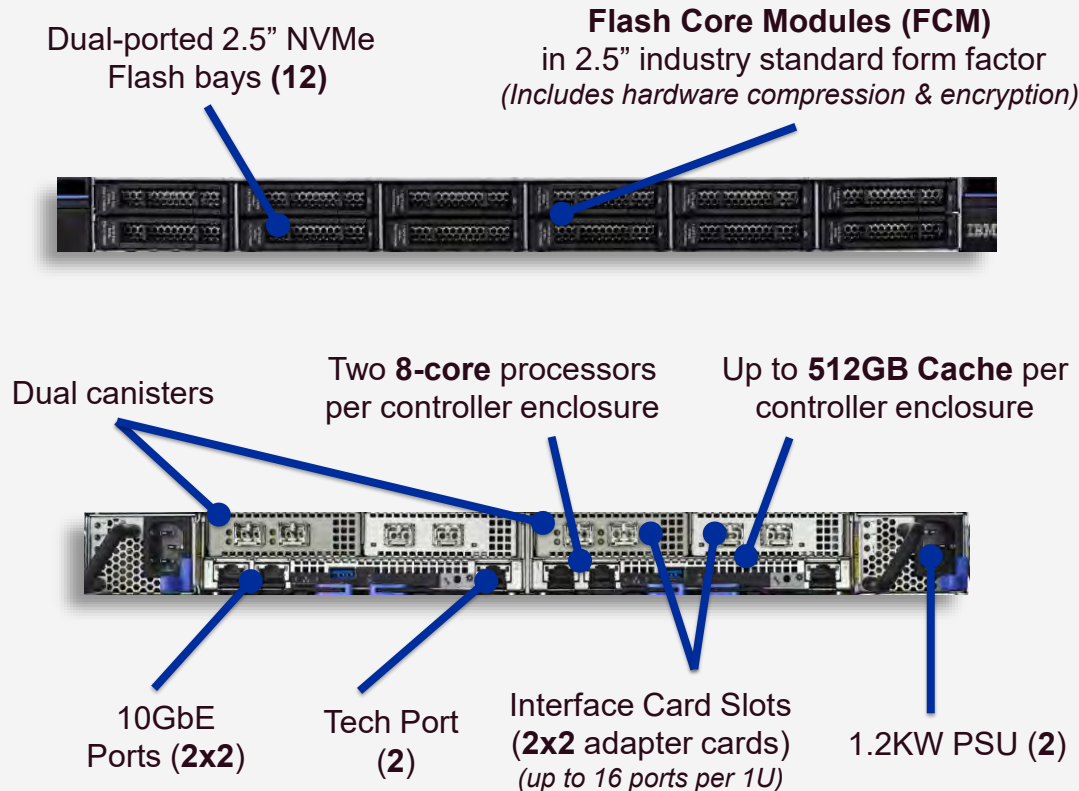 Dual-ported 2.5” NVMe
Flash bays (12)
Flash Core Modules (FCM)
in 2.5” industry standard form factor
(Includes hardware compression & encryption)
IBM
Dual canisters
Two 8-core processors
per controller enclosure
Up to 512GB Cache per
controller enclosure
10GbE
Ports (2x2)
Tech Port
(2)
Interface Card Slots
(2x2 adapter cards)
(up to 16 ports per 1U)
1.2KW PSU (2)